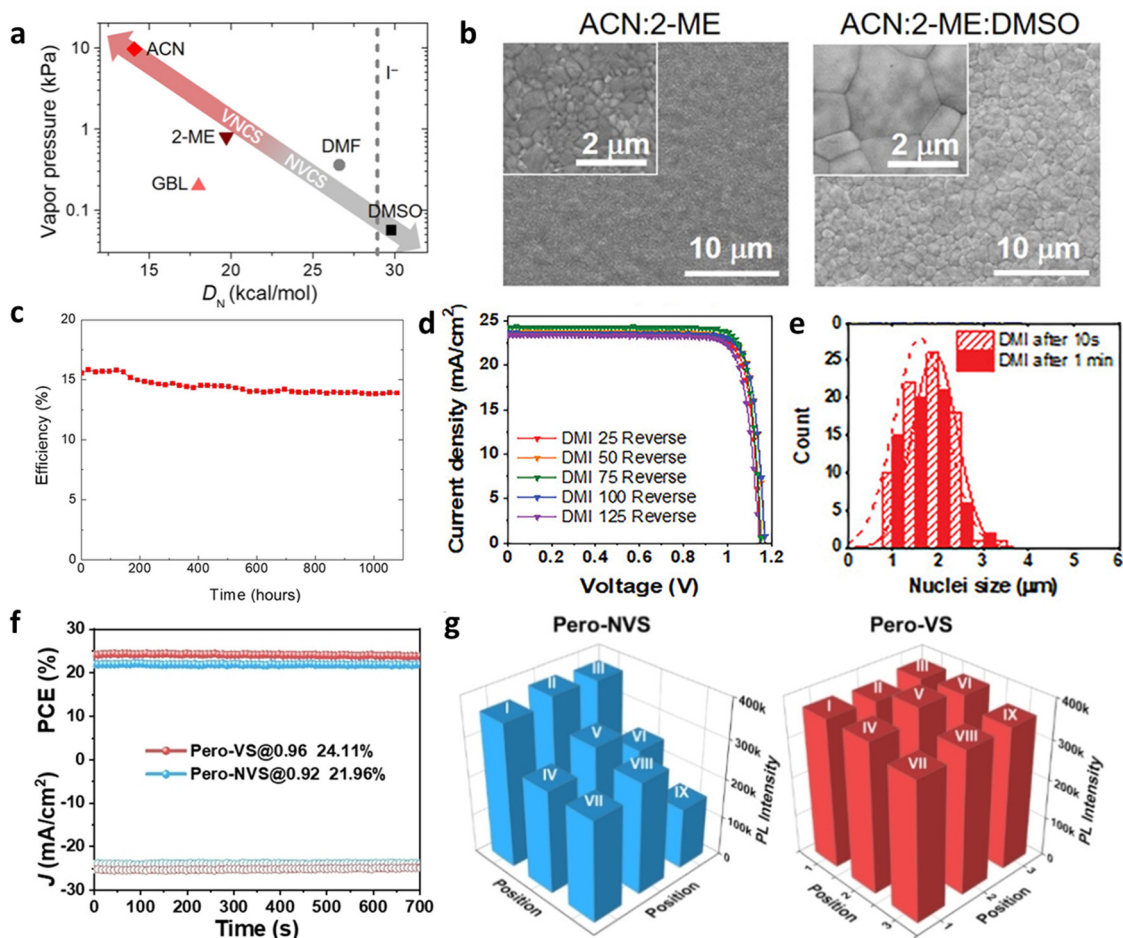 a
Vapor pressure (kPa)
10
1
0.1
ACN
VNCS
2-ME
NVCS
DMF
GBL
DMSO
I⁻
15 20 25 30
D_N (kcal/mol)
b
ACN:2-ME
2 μm
10 μm
ACN:2-ME:DMSO
2 μm
10 μm
c
Efficiency (%)
20
15
10
5
0
0 200 400 600 800 1000
Time (hours)
d
Current density (mA/cm²)
25
20
15
10
5
0
DMI 25 Reverse
DMI 50 Reverse
DMI 75 Reverse
DMI 100 Reverse
DMI 125 Reverse
0 0.2 0.4 0.6 0.8 1 1.2
Voltage (V)
e
Count
0
25
20
15
10
5
0
DMI after 10s
DMI after 1 min
0 1 2 3 4 5 6
Nuclei size (μm)
f
PCE (%)
J (mA/cm²)
30
20
10
0
-10
-20
-30
Pero-VS@0.96 24.11%
Pero-NVS@0.92 21.96%
0 100 200 300 400 500 600 700
Time (s)
g
Pero-NVS
I
II
III
IV
V
VI
VII
VIII
IX
400k
300k
200k
100k
0
PL Intensity
Position
Position
Pero-VS
I
II
III
IV
V
VI
VII
VIII
IX
400k
300k
200k
100k
0
PL Intensity
1
2
3
Position
1
2
3
Position